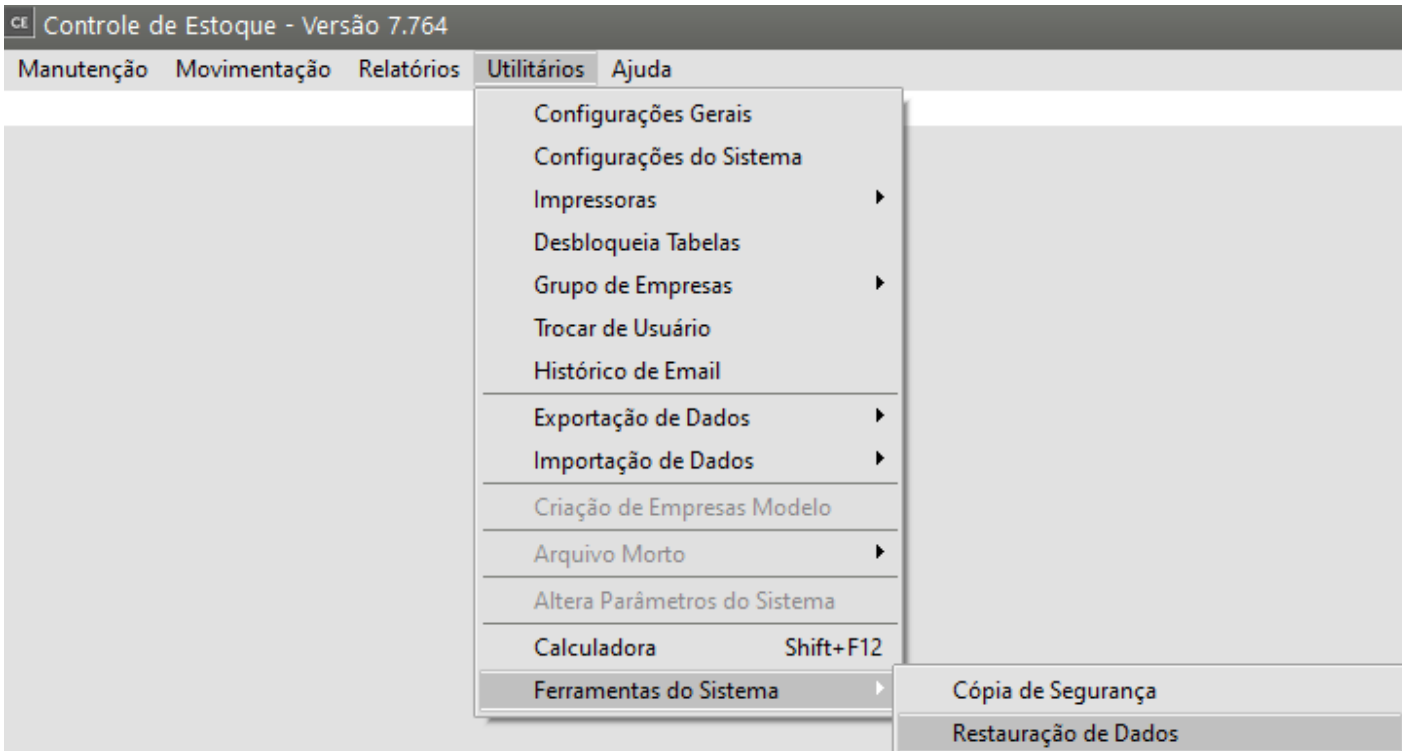 CE Controle de Estoque - Versão 7.764
Manutenção Movimentação Relatórios Utilitários Ajuda
Configurações Gerais
Configurações do Sistema
Impressoras
Desbloqueia Tabelas
Grupo de Empresas
Trocar de Usuário
Histórico de Email
Exportação de Dados
Importação de Dados
Criação de Empresas Modelo
Arquivo Morto
Altera Parâmetros do Sistema
Calculadora Shift+F12
Ferramentas do Sistema
Cópia de Segurança
Restauração de Dados